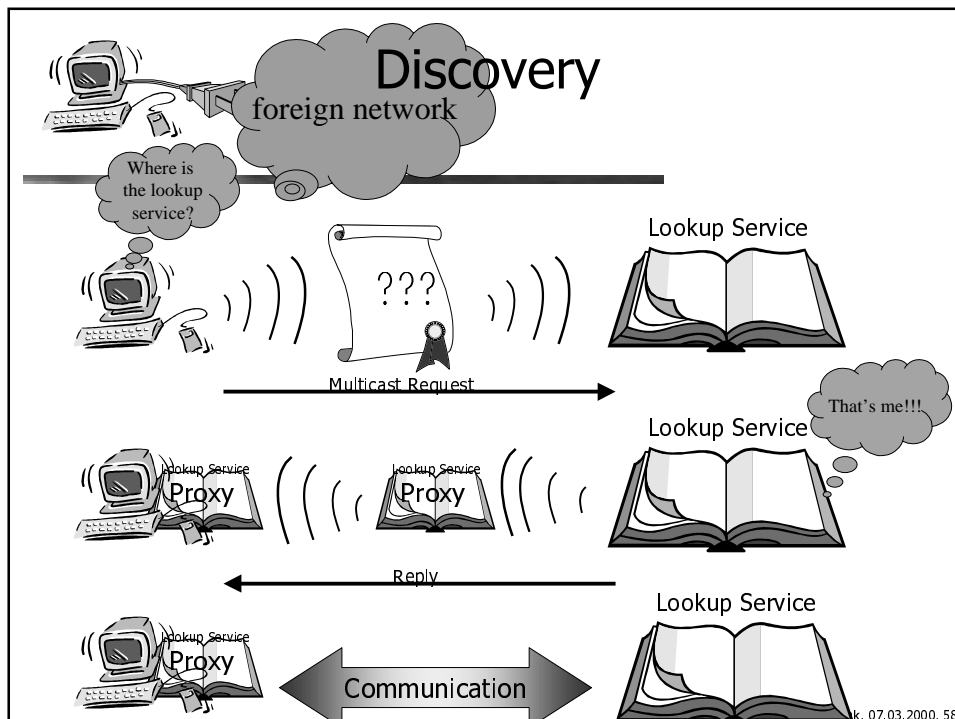 Discovery
foreign network
Where is
the lookup
service?
Lookup Service
???
Multicast Request
That's me!!!
Lookup Service
Lookup Service
Proxy
Lookup Service
Proxy
Reply
Lookup Service
Lookup Service
Proxy
Communication
07.03.2000, 58